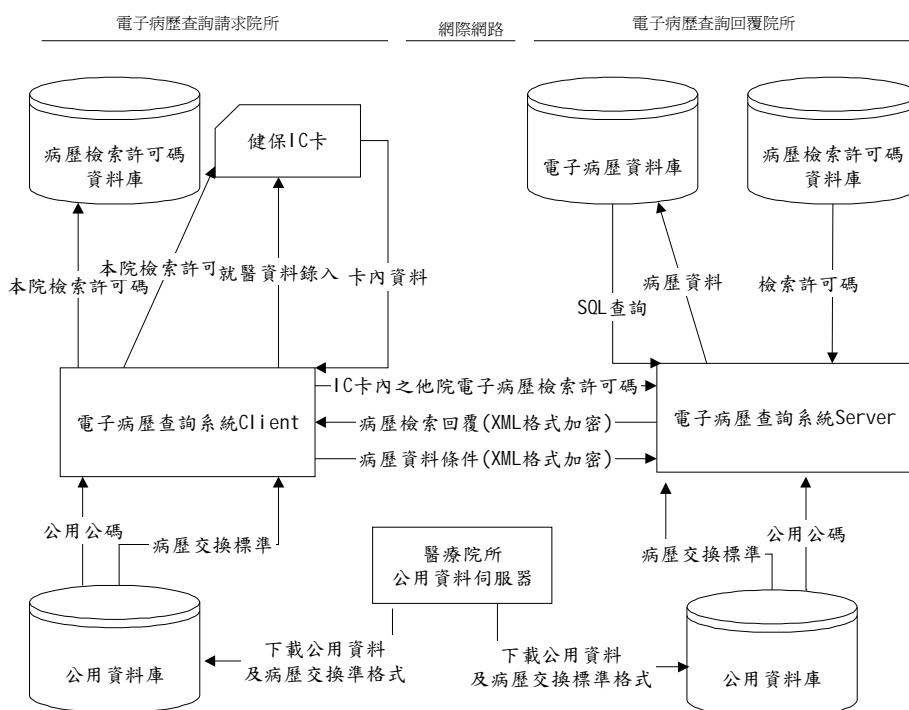 電子病歷查詢請求院所
網際網路
電子病歷查詢回覆院所
病歷檢索許可碼
資料庫
健保IC卡
電子病歷資料庫
病歷檢索許可碼
資料庫
本院檢索許可碼
本院檢索許可
就醫資料錄入
卡內資料
SQL查詢
病歷資料
檢索許可碼
電子病歷查詢系統Client
IC卡內之他院電子病歷檢索許可碼
病歷檢索回覆(XML格式加密)
病歷資料條件(XML格式加密)
電子病歷查詢系統Server
公用公碼
病歷交換標準
醫療院所
公用資料伺服器
病歷交換標準
公用公碼
公用資料庫
下載公用資料
及病歷交換準格式
下載公用資料
及病歷交換標準格式
公用資料庫